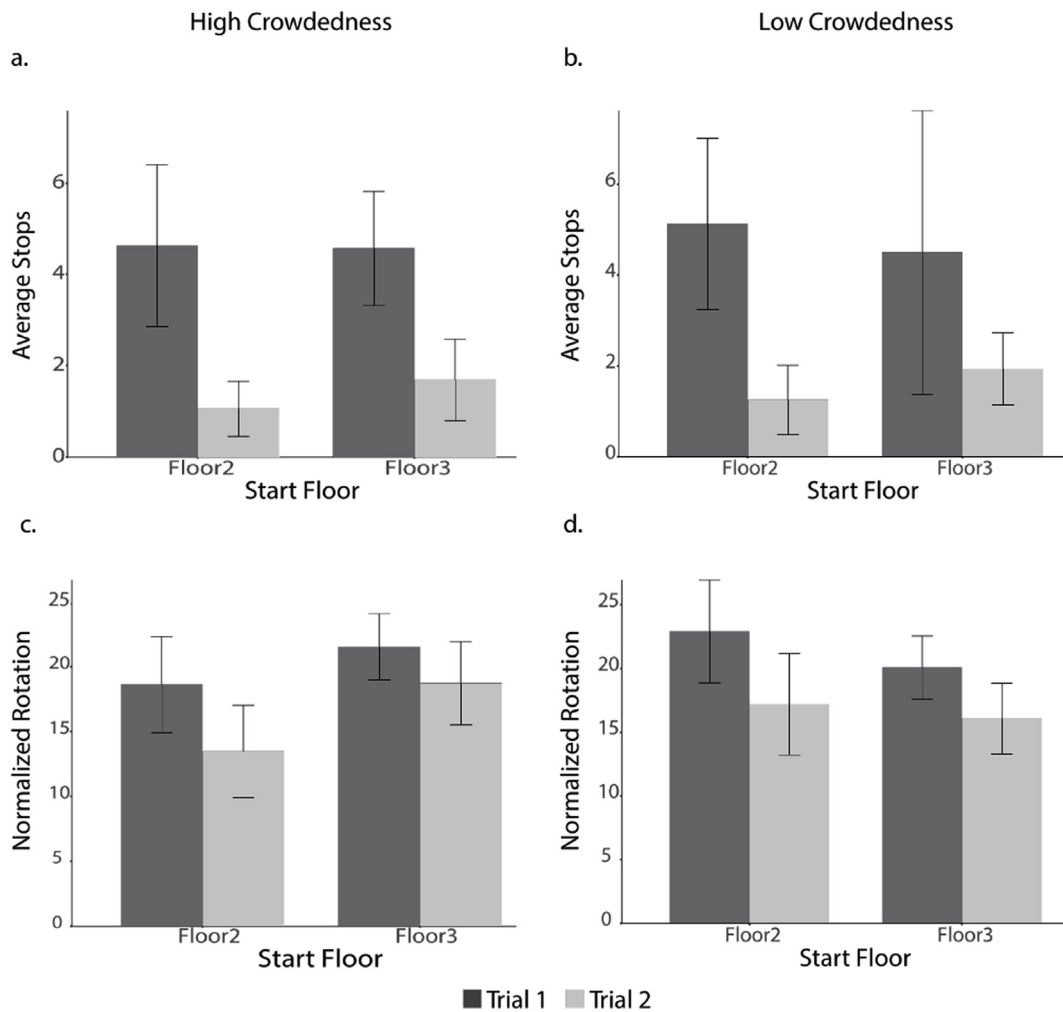 High Crowdedness
Low Crowdedness
a.
b.
Average Stops
6
4
2
0
Floor2
Floor3
Start Floor
Average Stops
6
4
2
0
Floor2
Floor3
Start Floor
c.
d.
Normalized Rotation
25
20
15
10
5
0
Floor2
Floor3
Start Floor
Normalized Rotation
25
20
15
10
5
0
Floor2
Floor3
Start Floor
Trial 1 Trial 2